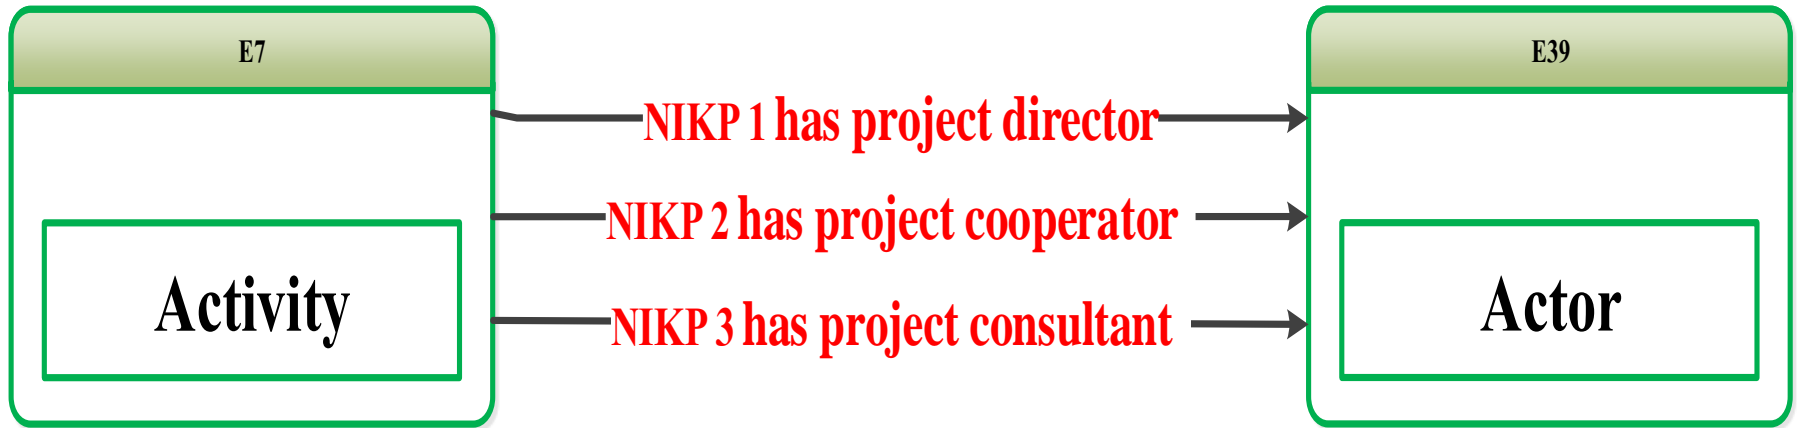 E7
E39
NIKP 1 has project director
NIKP 2 has project cooperator
NIKP 3 has project consultant
Activity
Actor